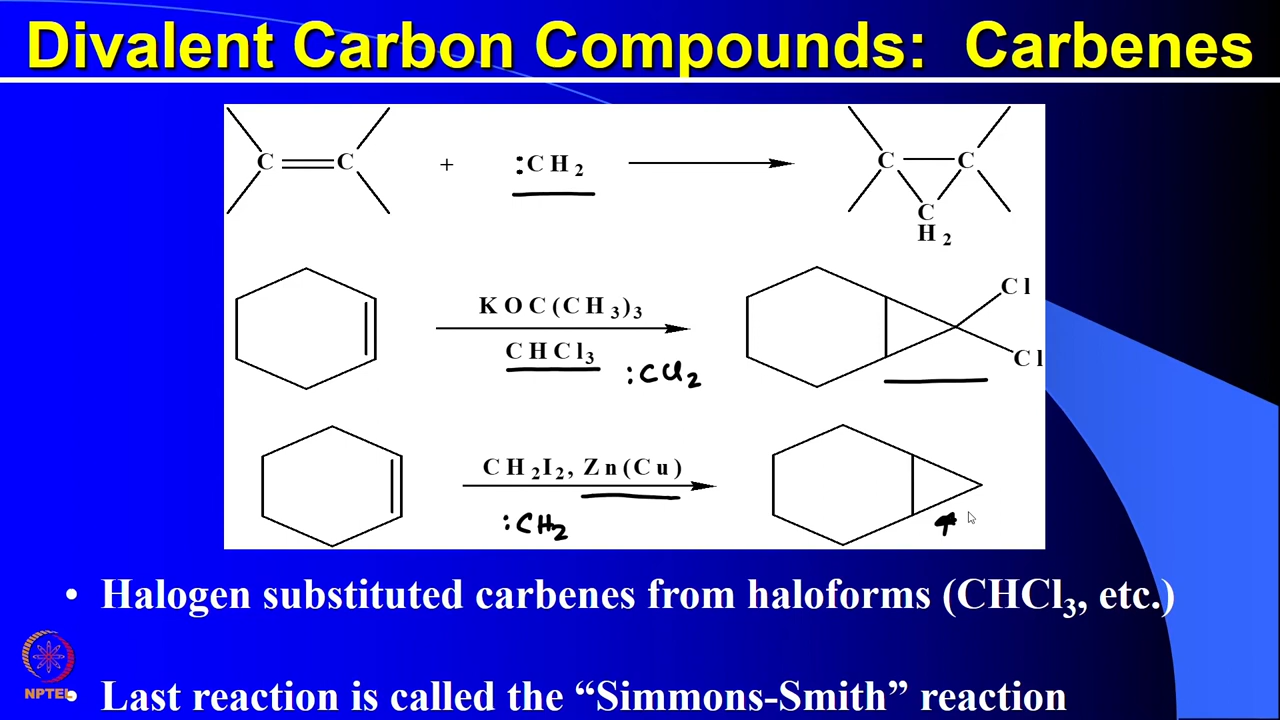 Divalent Carbon Compounds: Carbenes
C C + :CH2 C C
C
H2
Cl
KOC(CH3)3
CHCl3
:CCl2
Cl
CH2I2, Zn(Cu)
:CH2
• Halogen substituted carbenes from haloforms (CHCl3, etc.)
NPTEL
• Last reaction is called the “Simmons-Smith” reaction